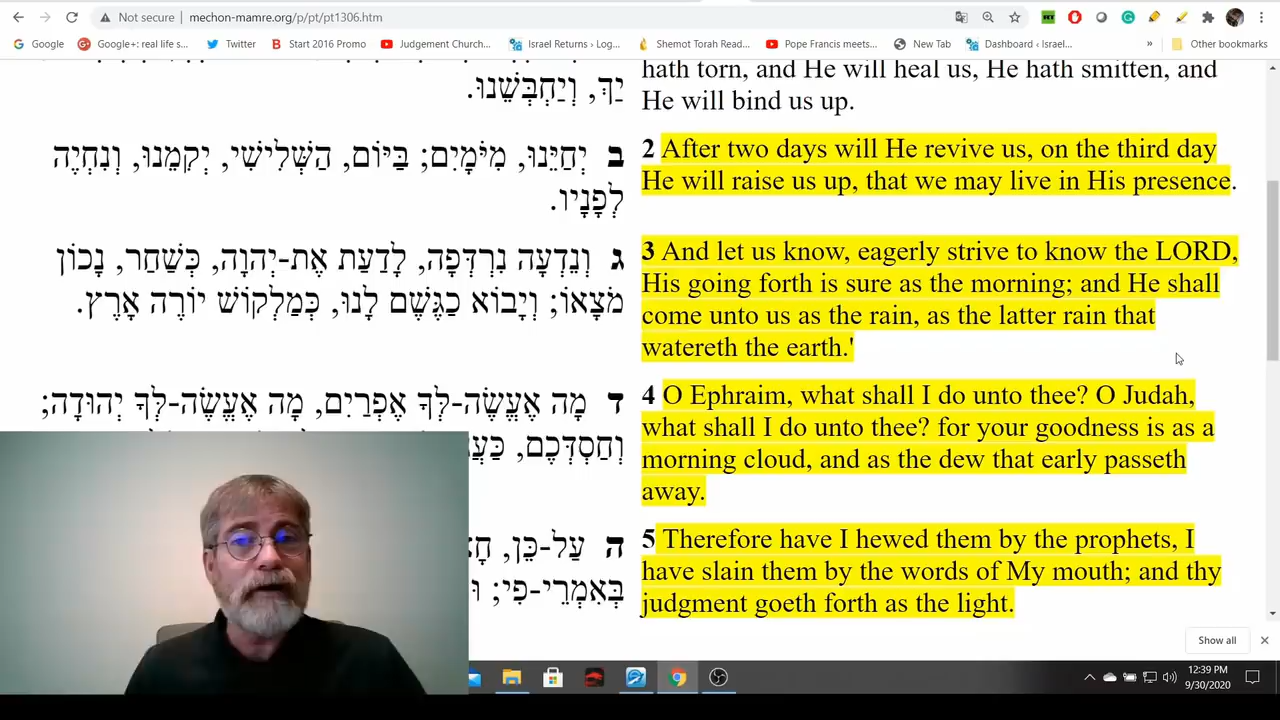 Not secure | mechon-mamre.org/p/pt/pt1306.htm
Google Google+: real life s... Twitter Start 2016 Promo Judgement Church... Israel Returns › Log... Shemot Torah Read... Pope Francis meets... New Tab Dashboard ‹ Israel... » Other bookmarks
hath torn, and He will heal us, He hath smitten, and
יַךְ, וְיַחְבְּשֵׁנוּ.
He will bind us up.
ב יְחַיֵּנוּ, מִיֹּמָיִם; בַּיּוֹם, הַשְּׁלִישִׁי, יְקִמֵנוּ, וְנִחְיֶה
לְפָנָיו.
2 After two days will He revive us, on the third day
He will raise us up, that we may live in His presence.
ג וְנֵדְעָה נִרְדְּפָה, לָדַעַת אֶת-יְהוָה, כְּשַׁחַר, נָכוֹן
מֹצָאוֹ; וְיָבוֹא כַגֶּשֶׁם לָנוּ, כְּמַלְקוֹשׁ יוֹרֶה אָרֶץ.
3 And let us know, eagerly strive to know the LORD,
His going forth is sure as the morning; and He shall
come unto us as the rain, as the latter rain that
watereth the earth.'
ד מָה אֶעֱשֶׂה-לְּךָ אֶפְרַיִם, מָה אֶעֱשֶׂה-לְּךָ יְהוּדָה;
וְחַסְדְּכֶם,
4 O Ephraim, what shall I do unto thee? O Judah,
what shall I do unto thee? for your goodness is as a
morning cloud, and as the dew that early passeth
away.
ה עַל-כֵּן,
בְּאִמְרֵי-פִי;
5 Therefore have I hewed them by the prophets, I
have slain them by the words of My mouth; and thy
judgment goeth forth as the light.
Show all
12:39 PM
9/30/2020